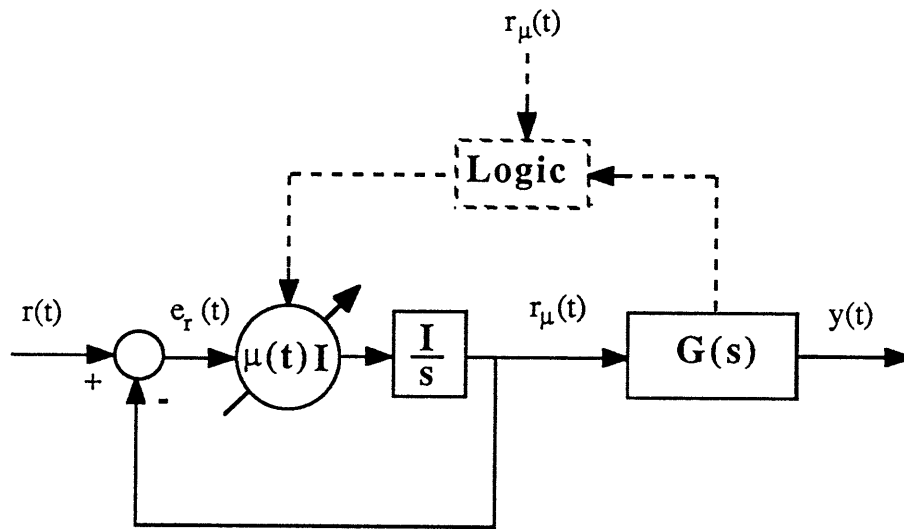 r_μ(t)
Logic
r(t)
e_r (t)
μ(t) I
I
s
r_μ(t)
G(s)
y(t)
+
-